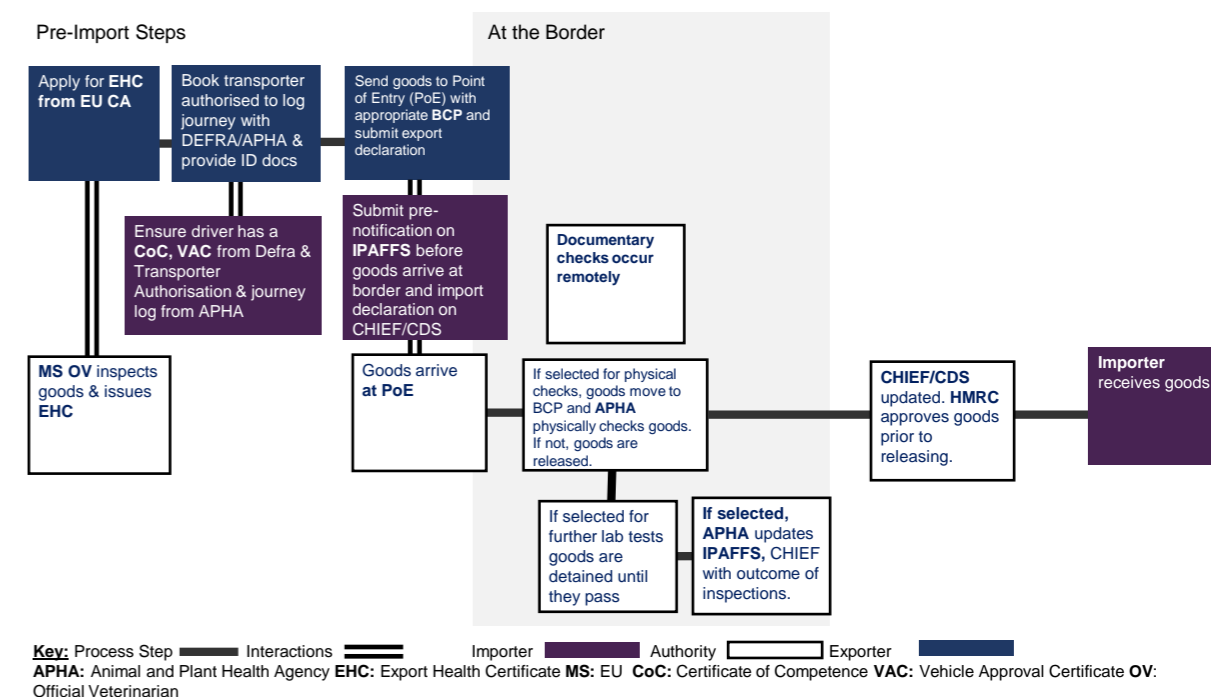 Pre-Import Steps
At the Border
Apply for EHC
from EU CA
Book transporter
authorised to log
journey with
DEFRA/APHA &
provide ID docs
Send goods to Point
of Entry (PoE) with
appropriate BCP and
submit export
declaration
Ensure driver has a
CoC, VAC from Defra &
Transporter
Authorisation & journey
log from APHA
Submit pre-
notification on
IPAFFS before
goods arrive at
border and import
declaration on
CHIEF/CDS
Documentary
checks occur
remotely
MS OV inspects
goods & issues
EHC
Goods arrive
at PoE
If selected for physical
checks, goods move to
BCP and APHA
physically checks goods.
If not, goods are
released.
CHIEF/CDS
updated. HMRC
approves goods
prior to
releasing.
Importer
receives goods
If selected for
further lab tests
goods are
detained until
they pass
If selected,
APHA updates
IPAFFS, CHIEF
with outcome of
inspections.
Key: Process Step Interactions Importer Authority Exporter
APHA: Animal and Plant Health Agency EHC: Export Health Certificate MS: EU CoC: Certificate of Competence VAC: Vehicle Approval Certificate OV:
Official Veterinarian